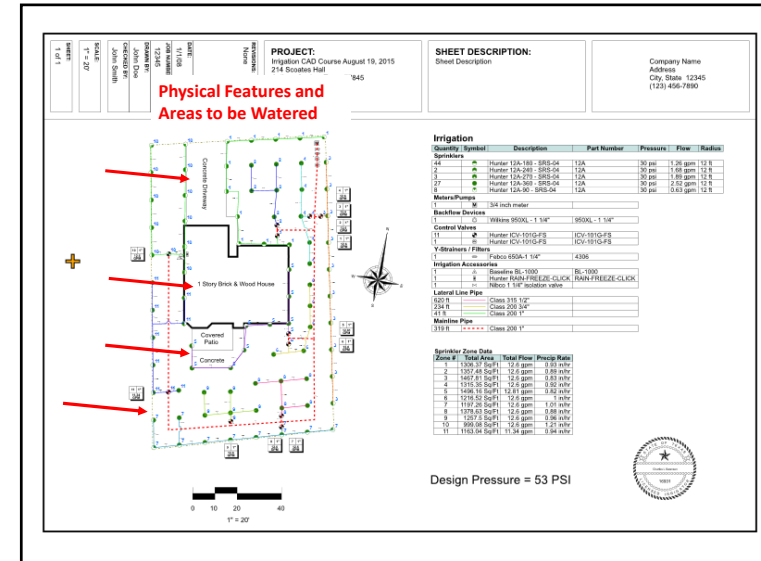 SHEET:
1 of 1
SCALE:
1" = 20'
DRAWN BY:
John Doe
CHECKED BY:
John Smith
DATE:
1/1/08
JOB NUMBER
12345
REVISIONS:
None
PROJECT:
Irrigation CAD Course August 19, 2015
214 Scoates Hall
7845
SHEET DESCRIPTION:
Sheet Description
Company Name
Address
City, State 12345
(123) 456-7890
Physical Features and
Areas to be Watered
Concrete Driveway
1 Story Brick & Wood House
Covered
Patio
Concrete
0 10 20 40
1" = 20'
Irrigation
Quantity Symbol Description Part Number Pressure Flow Radius
Sprinklers
44 Hunter 12A-180 - SRS-04 12A 30 psi 1.26 gpm 12 ft
2 Hunter 12A-240 - SRS-04 12A 30 psi 1.68 gpm 12 ft
3 Hunter 12A-270 - SRS-04 12A 30 psi 1.89 gpm 12 ft
27 Hunter 12A-360 - SRS-04 12A 30 psi 2.52 gpm 12 ft
8 Hunter 12A-90 - SRS-04 12A 30 psi 0.63 gpm 12 ft
Meters/Pumps
1 M 3/4 inch meter
Backflow Devices
1 Wilkins 950XL - 1 1/4" 950XL - 1 1/4"
Control Valves
11 Hunter ICV-101G-FS ICV-101G-FS
1 Hunter ICV-101G-FS ICV-101G-FS
Y-Strainers / Filters
1 Febco 650A-1 1/4" 4306
Irrigation Accessories
1 Baseline BL-1000 BL-1000
1 Hunter RAIN-FREEZE-CLICK RAIN-FREEZE-CLICK
1 Nibco 1 1/4" isolation valve
Lateral Line Pipe
620 ft Class 315 1/2"
234 ft Class 200 3/4"
41 ft Class 200 1"
Mainline Pipe
319 ft Class 200 1"
Sprinkler Zone Data
Zone # Total Area Total Flow Precip Rate
1 1306.37 Sq/Ft 12.6 gpm 0.93 in/hr
2 1357.48 Sq/Ft 12.6 gpm 0.89 in/hr
3 1467.81 Sq/Ft 12.6 gpm 0.83 in/hr
4 1315.35 Sq/Ft 12.6 gpm 0.92 in/hr
5 1496.16 Sq/Ft 12.81 gpm 0.82 in/hr
6 1216.52 Sq/Ft 12.6 gpm 1 in/hr
7 1197.26 Sq/Ft 12.6 gpm 1.01 in/hr
8 1378.63 Sq/Ft 12.6 gpm 0.88 in/hr
9 1257.5 Sq/Ft 12.6 gpm 0.96 in/hr
10 999.08 Sq/Ft 12.6 gpm 1.21 in/hr
11 1163.04 Sq/Ft 11.34 gpm 0.94 in/hr
Design Pressure = 53 PSI